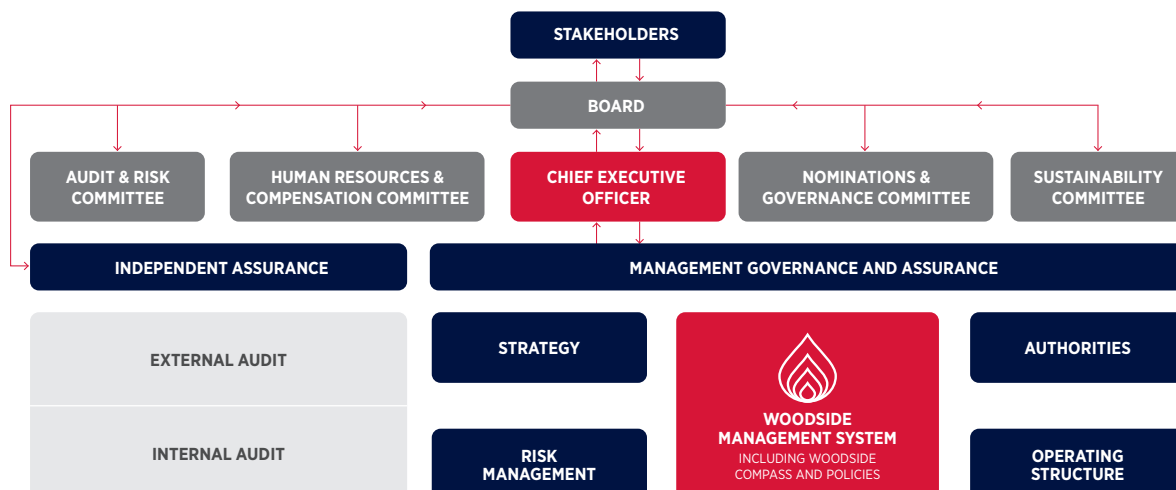 STAKEHOLDERS
BOARD
AUDIT & RISK
COMMITTEE
HUMAN RESOURCES &
COMPENSATION COMMITTEE
CHIEF EXECUTIVE
OFFICER
NOMINATIONS &
GOVERNANCE COMMITTEE
SUSTAINABILITY
COMMITTEE
INDEPENDENT ASSURANCE
MANAGEMENT GOVERNANCE AND ASSURANCE
EXTERNAL AUDIT
INTERNAL AUDIT
STRATEGY
RISK
MANAGEMENT
WOODSIDE
MANAGEMENT SYSTEM
INCLUDING WOODSIDE
COMPASS AND POLICIES
AUTHORITIES
OPERATING
STRUCTURE